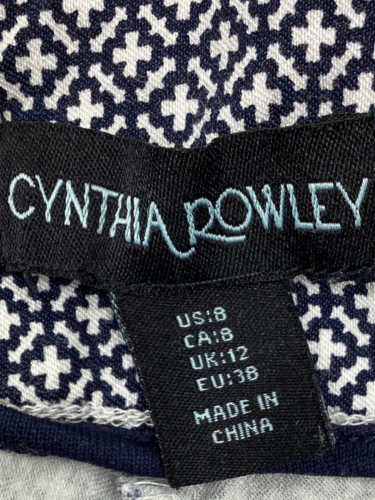 CYNTHIA ROWLEY
US:8
CA:8
UK:12
EU:38
MADE IN
CHINA